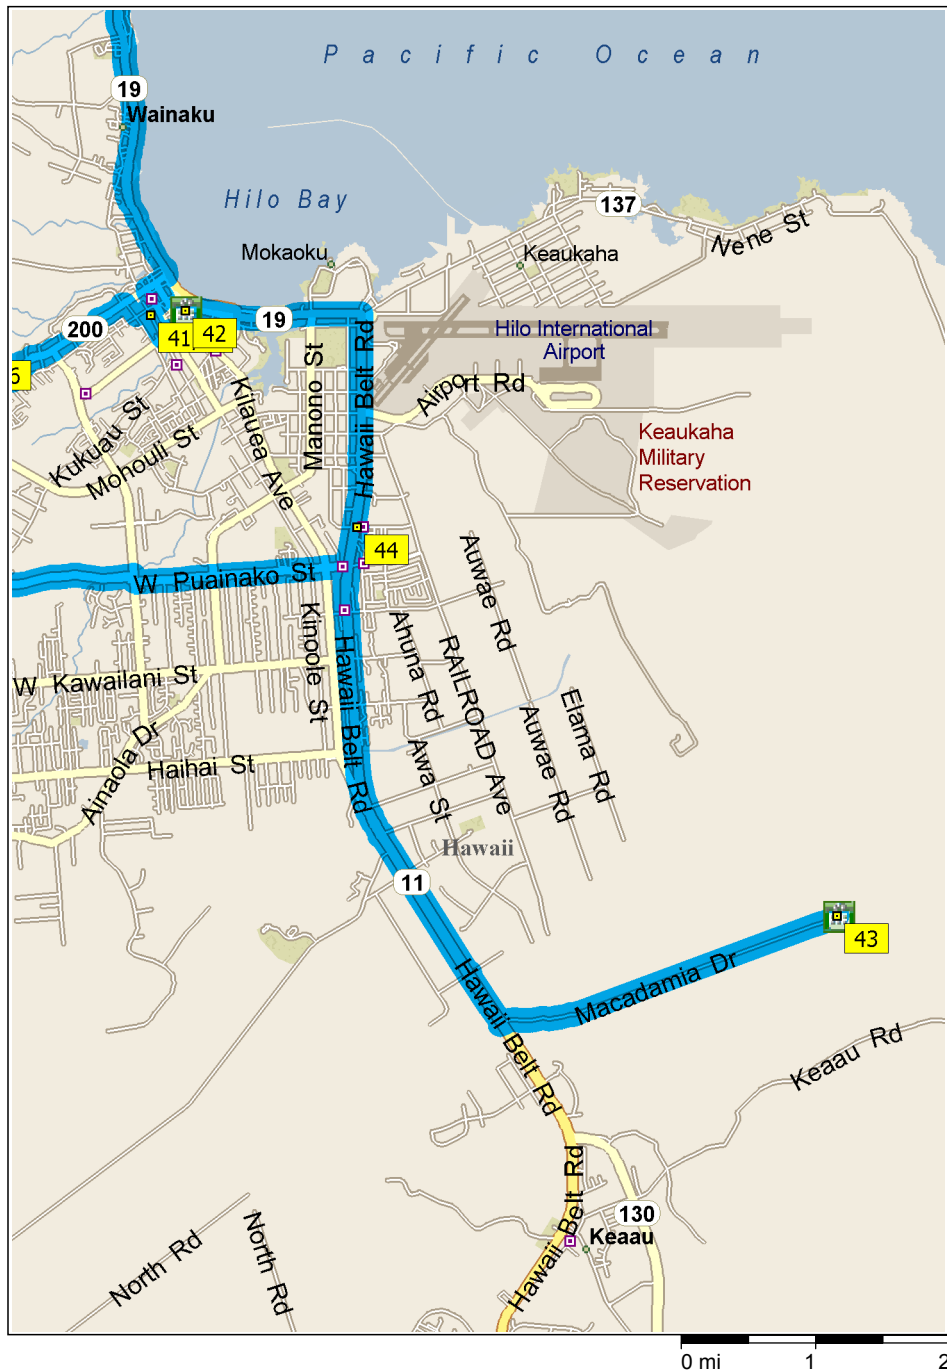 Pacific Ocean
19
Wainaku
Hilo Bay
137
Nene St
Mokaoku
Keaukaha
200
41
42
19
Hilo International
Airport
6
Hawaii Belt Rd
Manono St
Airport Rd
Kilauea Ave
Kukuau St
Mohouli St
Keaukaha
Military
Reservation
44
W Puainako St
Auwae Rd
Kinoole St
Ahuna Rd
RAILROAD Ave
W Kawailani St
Hawaii Belt Rd
Elama Rd
Auwae Rd
Ainaola Dr
Haihai St
Awa St
Hawaii
11
43
Macadamia Dr
Hawaii Belt Rd
Keaau Rd
Hawaii Belt Rd
130
Keaau
North Rd
North Rd
0 mi 1 2